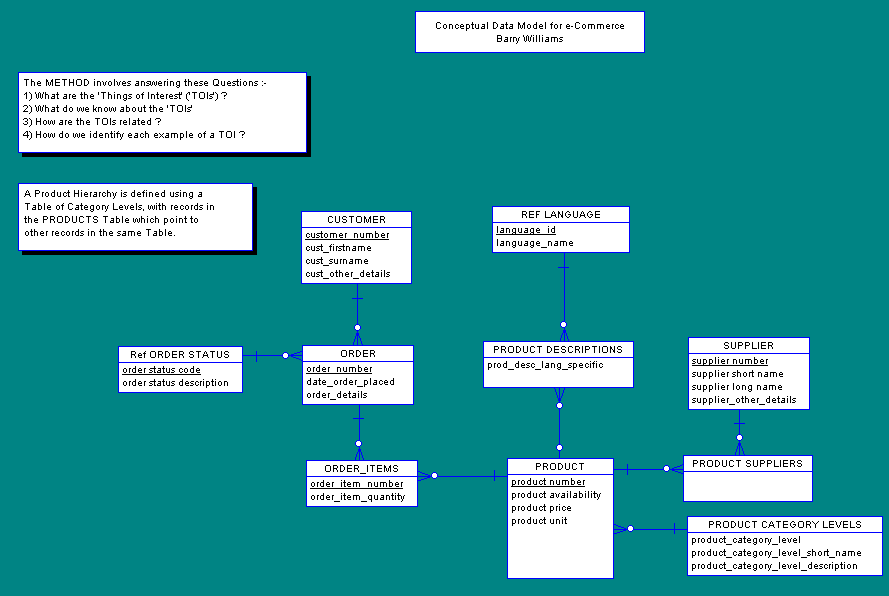 Conceptual Data Model for e-Commerce
Barry Williams
The METHOD involves answering these Questions :-
1) What are the 'Things of Interest' ('TOIs') ?
2) What do we know about the 'TOIs'
3) How are the TOIs related ?
4) How do we identify each example of a TOI ?
A Product Hierarchy is defined using a
Table of Category Levels, with records in
the PRODUCTS Table which point to
other records in the same Table.
CUSTOMER
customer_number
cust_firstname
cust_surname
cust_other_details
REF LANGUAGE
language_id
language_name
Ref ORDER STATUS
order status code
order status description
ORDER
order_number
date_order_placed
order_details
PRODUCT DESCRIPTIONS
prod_desc_lang_specific
SUPPLIER
supplier number
supplier short name
supplier long name
supplier_other_details
ORDER_ITEMS
order_item_number
order_item_quantity
PRODUCT
product number
product availability
product price
product unit
PRODUCT SUPPLIERS
PRODUCT CATEGORY LEVELS
product_category_level
product_category_level_short_name
product_category_level_description